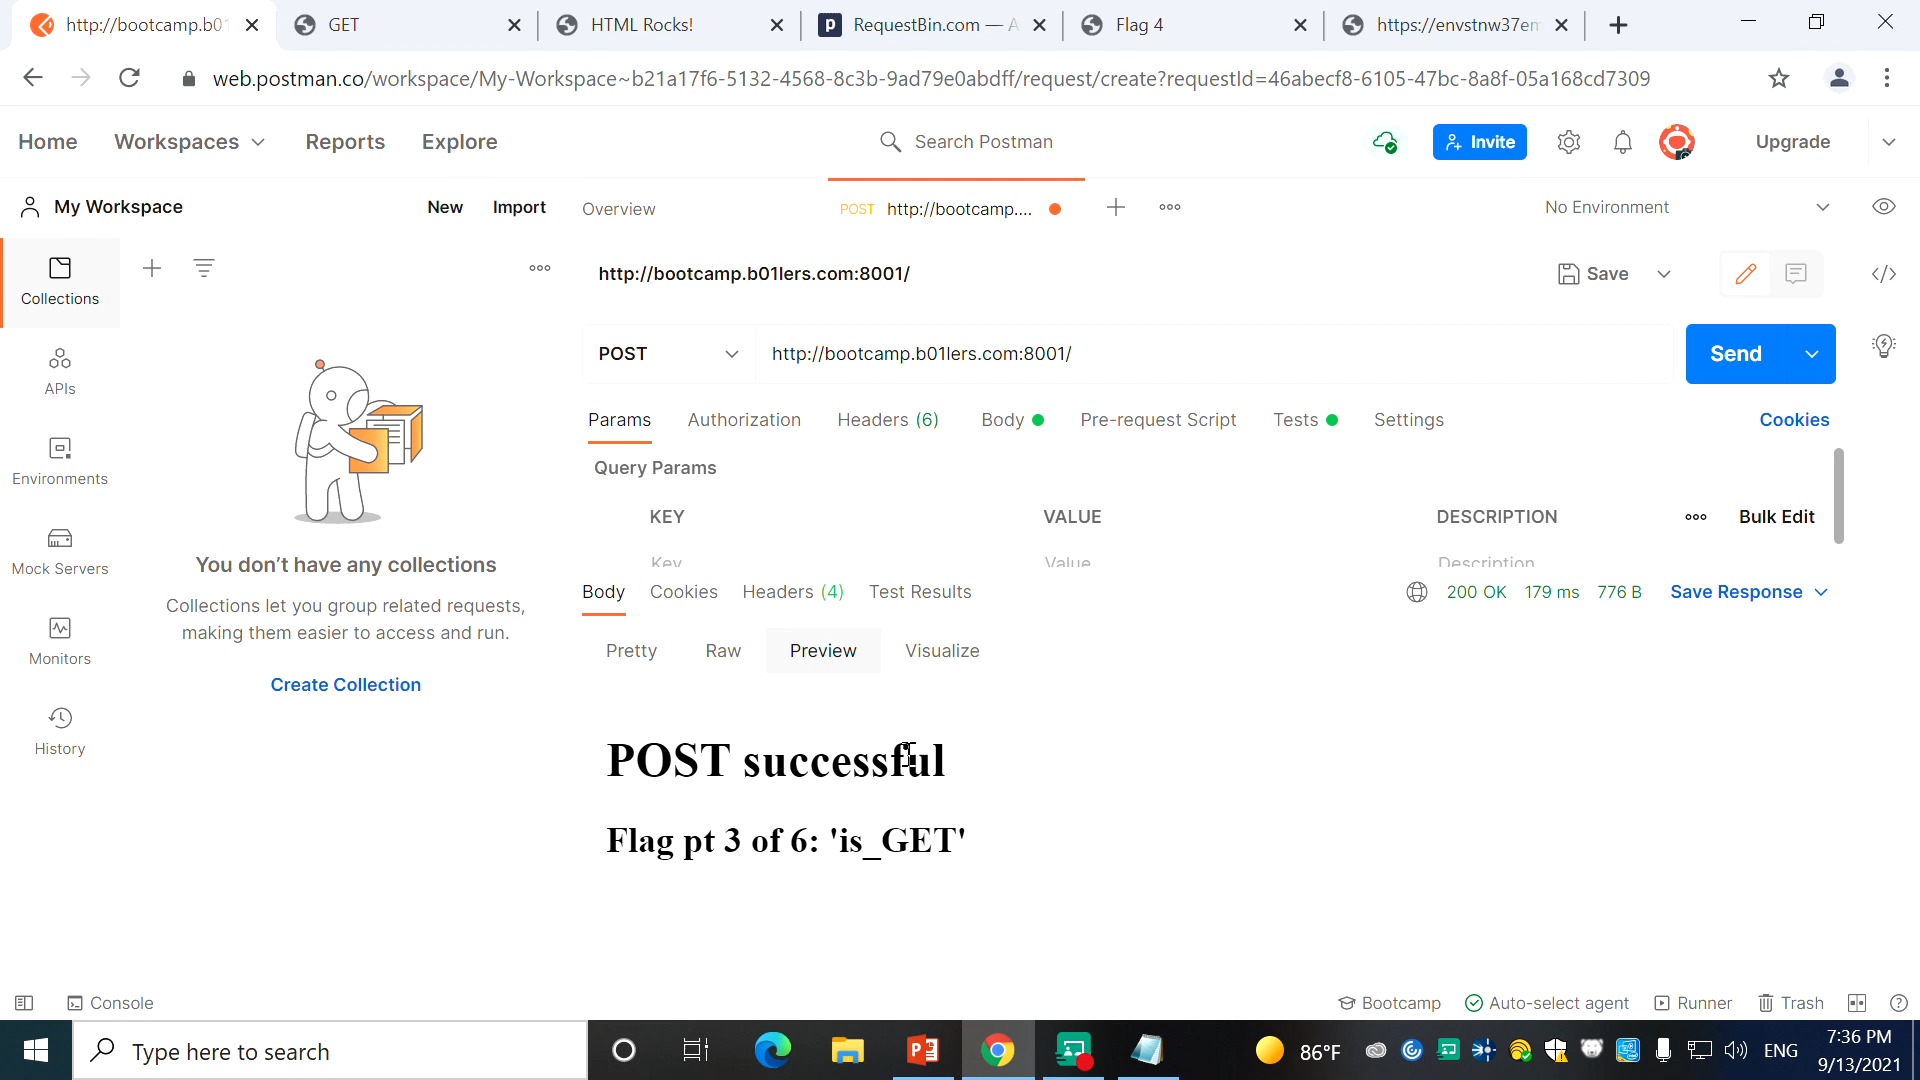 http://bootcamp.b01
GET
HTML Rocks!
RequestBin.com — A
Flag 4
https://envstnw37em
web.postman.co/workspace/My-Workspace~b21a17f6-5132-4568-8c3b-9ad79e0abdff/request/create?requestId=46abecf8-6105-47bc-8a8f-05a168cd7309
Home
Workspaces
Reports
Explore
Search Postman
Invite
Upgrade
My Workspace
New
Import
Overview
POST http://bootcamp....
No Environment
Collections
http://bootcamp.b01lers.com:8001/
Save
APIs
POST
http://bootcamp.b01lers.com:8001/
Send
Params
Authorization
Headers (6)
Body
Pre-request Script
Tests
Settings
Cookies
Environments
Query Params
KEY
VALUE
DESCRIPTION
Bulk Edit
Key
Value
Description
Mock Servers
You don't have any collections
Collections let you group related requests,
making them easier to access and run.
Create Collection
Body
Cookies
Headers (4)
Test Results
200 OK
179 ms
776 B
Save Response
Monitors
Pretty
Raw
Preview
Visualize
History
POST successful
Flag pt 3 of 6: 'is_GET'
Console
Bootcamp
Auto-select agent
Runner
Trash
Type here to search
86°F
ENG
7:36 PM
9/13/2021